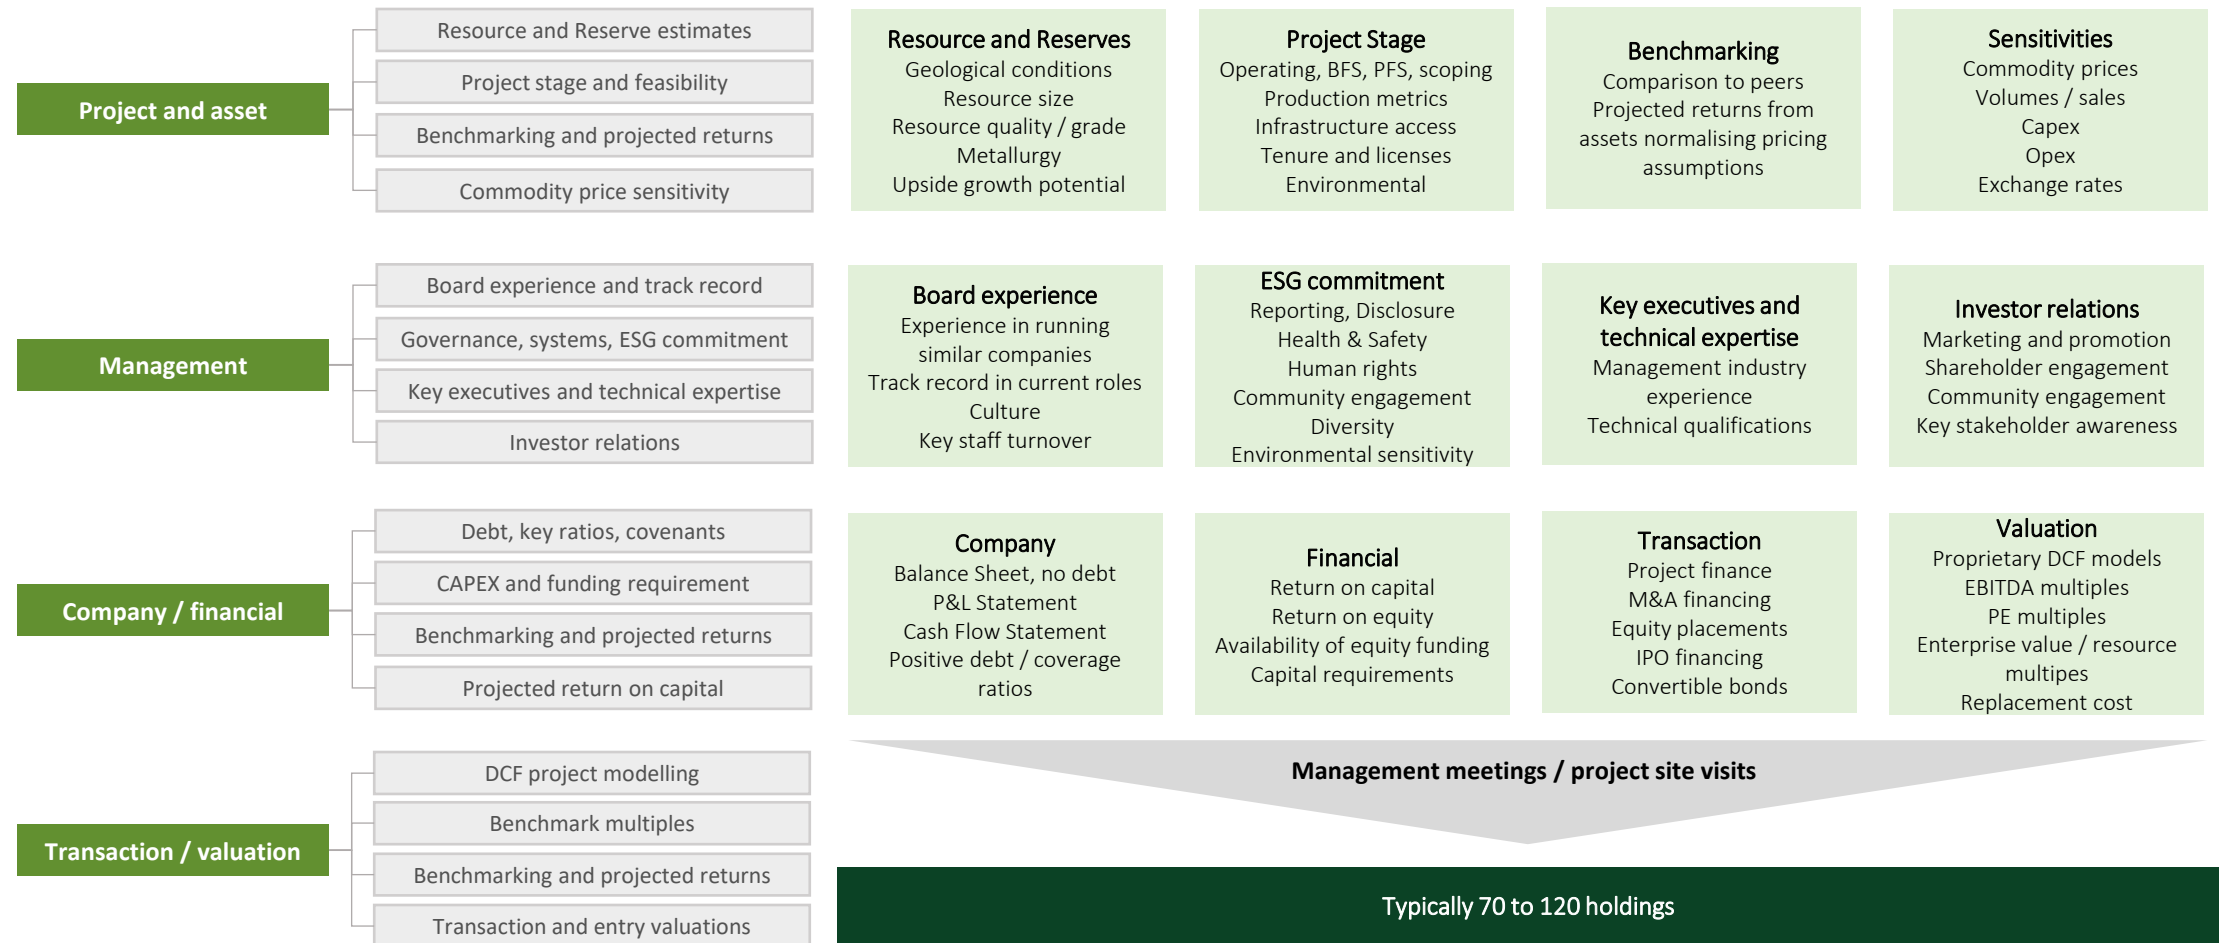 Project and asset
Resource and Reserve estimates
Project stage and feasibility
Benchmarking and projected returns
Commodity price sensitivity
Resource and Reserves
Geological conditions
Resource size
Resource quality / grade
Metallurgy
Upside growth potential
Project Stage
Operating, BFS, PFS, scoping
Production metrics
Infrastructure access
Tenure and licenses
Environmental
Benchmarking
Comparison to peers
Projected returns from
assets normalising pricing
assumptions
Sensitivities
Commodity prices
Volumes / sales
Capex
Opex
Exchange rates
Management
Board experience and track record
Governance, systems, ESG commitment
Key executives and technical expertise
Investor relations
Board experience
Experience in running
similar companies
Track record in current roles
Culture
Key staff turnover
ESG commitment
Reporting, Disclosure
Health & Safety
Human rights
Community engagement
Diversity
Environmental sensitivity
Key executives and
technical expertise
Management industry
experience
Technical qualifications
Investor relations
Marketing and promotion
Shareholder engagement
Community engagement
Key stakeholder awareness
Company / financial
Debt, key ratios, covenants
CAPEX and funding requirement
Benchmarking and projected returns
Projected return on capital
Company
Balance Sheet, no debt
P&L Statement
Cash Flow Statement
Positive debt / coverage
ratios
Financial
Return on capital
Return on equity
Availability of equity funding
Capital requirements
Transaction
Project finance
M&A financing
Equity placements
IPO financing
Convertible bonds
Valuation
Proprietary DCF models
EBITDA multiples
PE multiples
Enterprise value / resource
multipes
Replacement cost
Transaction / valuation
DCF project modelling
Benchmark multiples
Benchmarking and projected returns
Transaction and entry valuations
Management meetings / project site visits
Typically 70 to 120 holdings